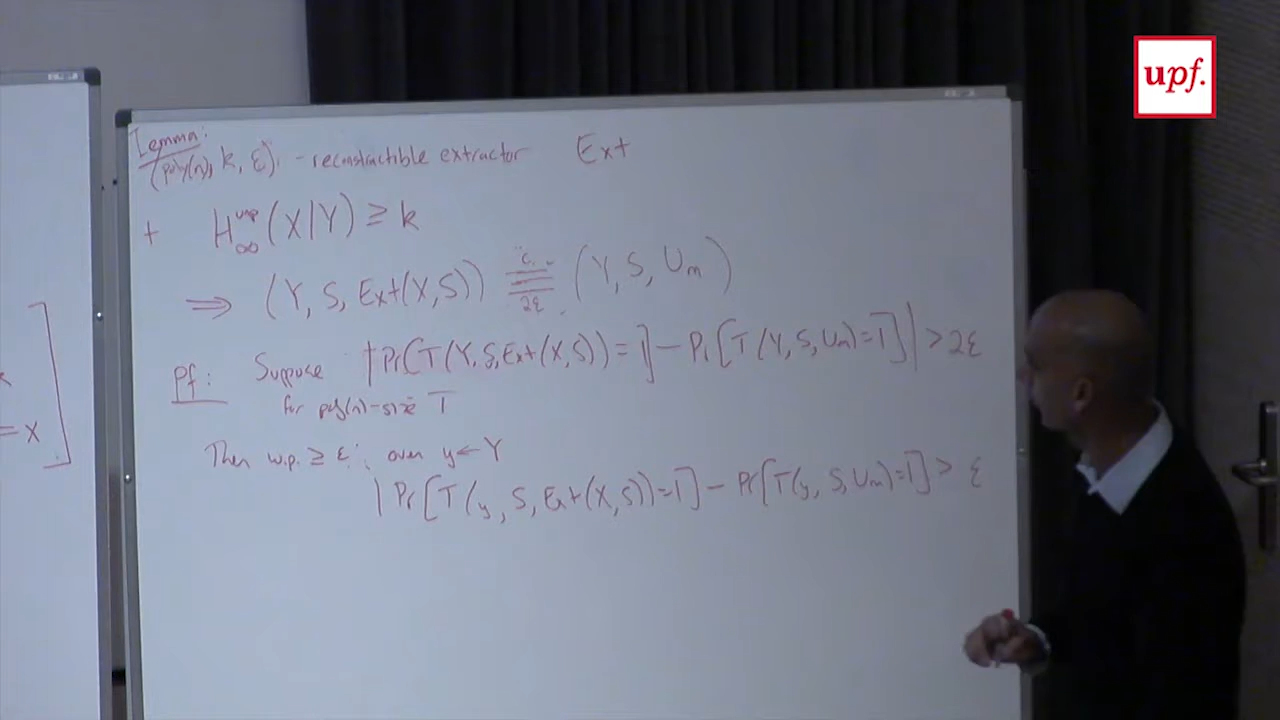 upf.
Lemma:
(poly(n), k, ε) - reconstructible extractor Ext
+ H∞^unp (X|Y) ≥ k
⇒ (Y, S, Ext(X,S)) ≡ 2ε (Y, S, Um)
Pf: Suppose |Pr[T(Y,S,Ext(X,S))=1] - Pr[T(Y,S,Um)=1]| > 2ε
for poly(n)-size T
Then w.p. ≥ ε over y ← Y
|Pr[T(y, S, Ext(X,S))=1] - Pr[T(y, S, Um)=1] > ε
= X ]